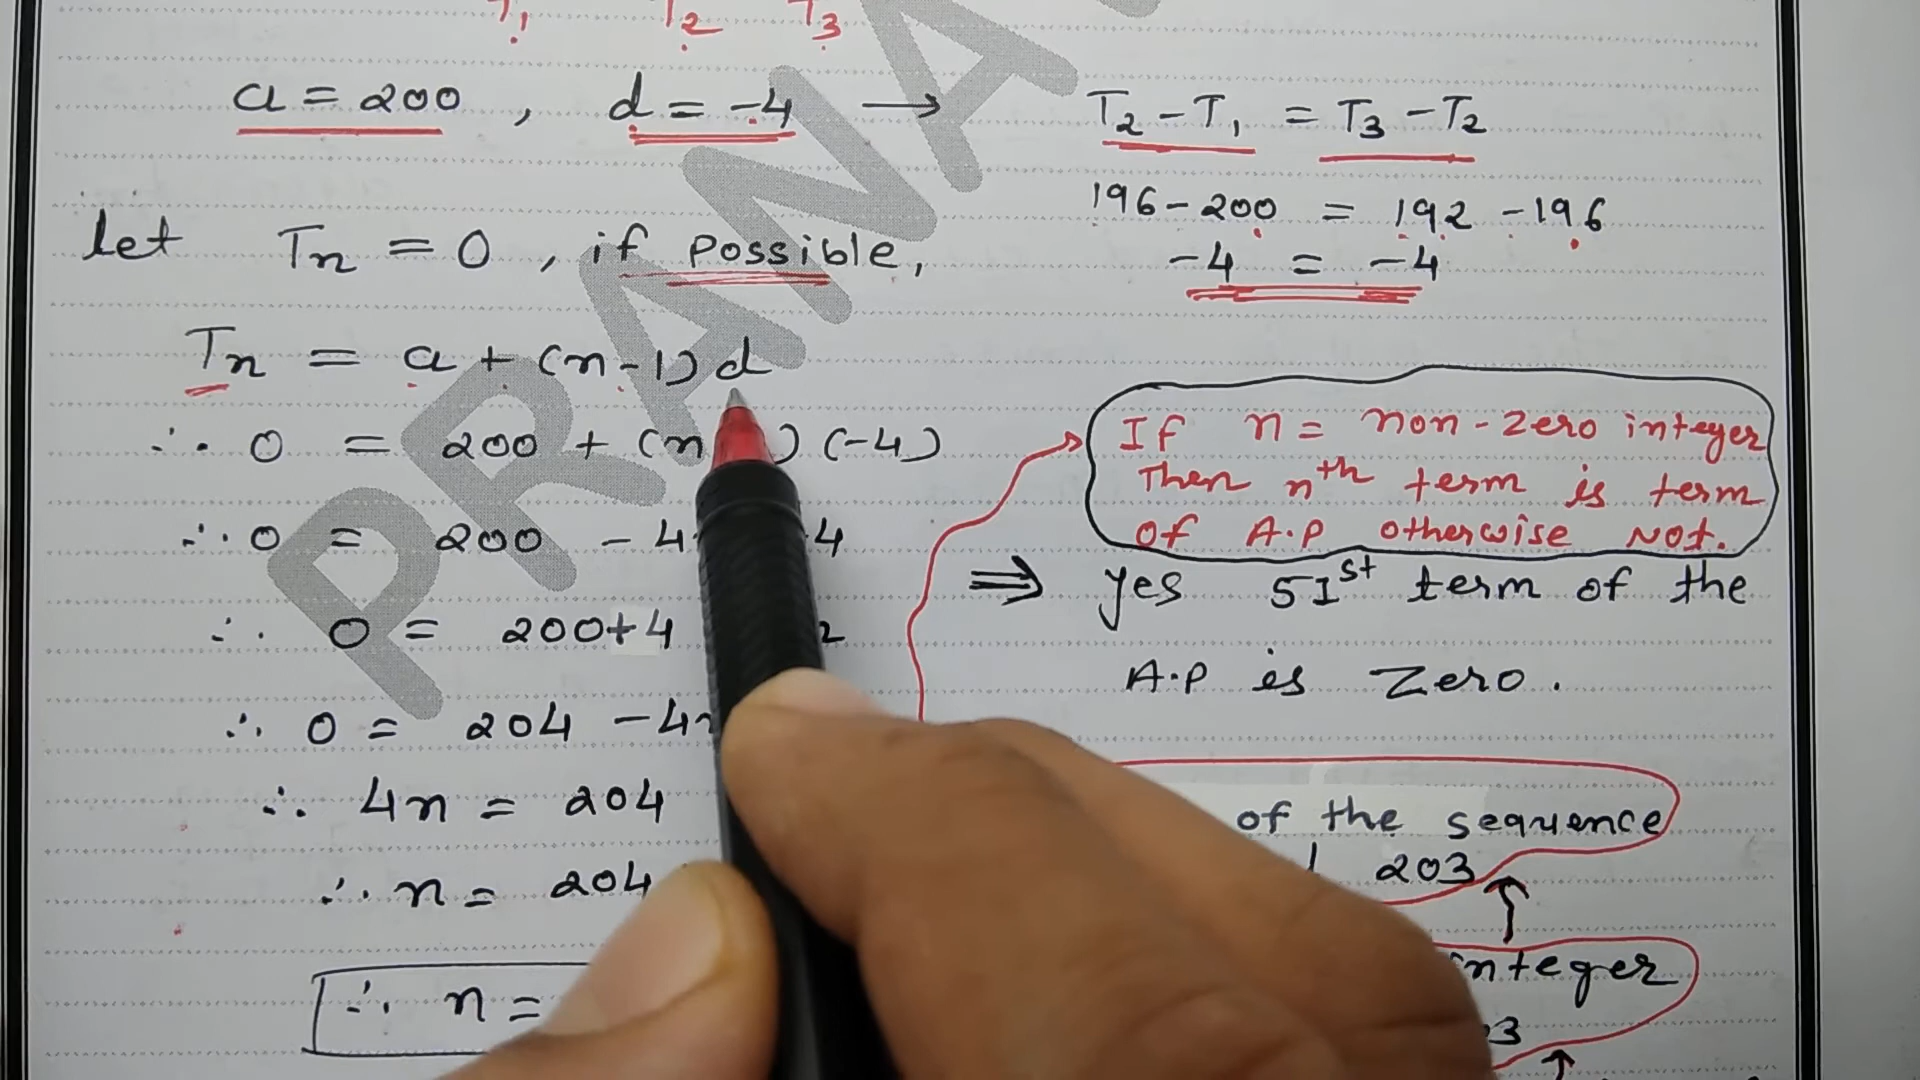 T1 T2 T3
a = 200 , d = -4 → T2 - T1 = T3 - T2
196 - 200 = 192 - 196
let Tn = 0 , if possible,
-4 = -4
Tn = a + (n-1)d
∴ 0 = 200 + (n ) (-4)
∴ 0 = 200 - 4 4
∴ 0 = 200+4
∴ 0 = 204 - 4n
∴ 4n = 204
∴ n = 204
∴ n =
If n = non-zero integer
Then nth term is term
of A.P otherwise Not.
⇒ yes 51st term of the
A.P is Zero.
of the sequence
203
integer
PRANA